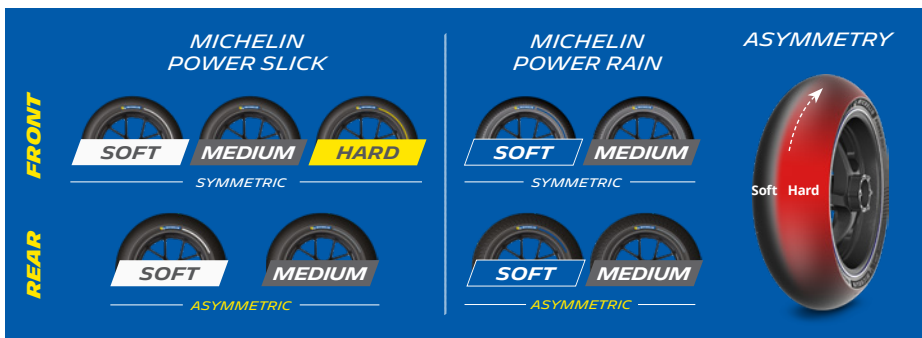 MICHELIN
POWER SLICK
MICHELIN
POWER RAIN
ASYMMETRY
FRONT
SOFT
MEDIUM
HARD
SYMMETRIC
SOFT
MEDIUM
SYMMETRIC
Soft
Hard
REAR
SOFT
MEDIUM
ASYMMETRIC
SOFT
MEDIUM
ASYMMETRIC